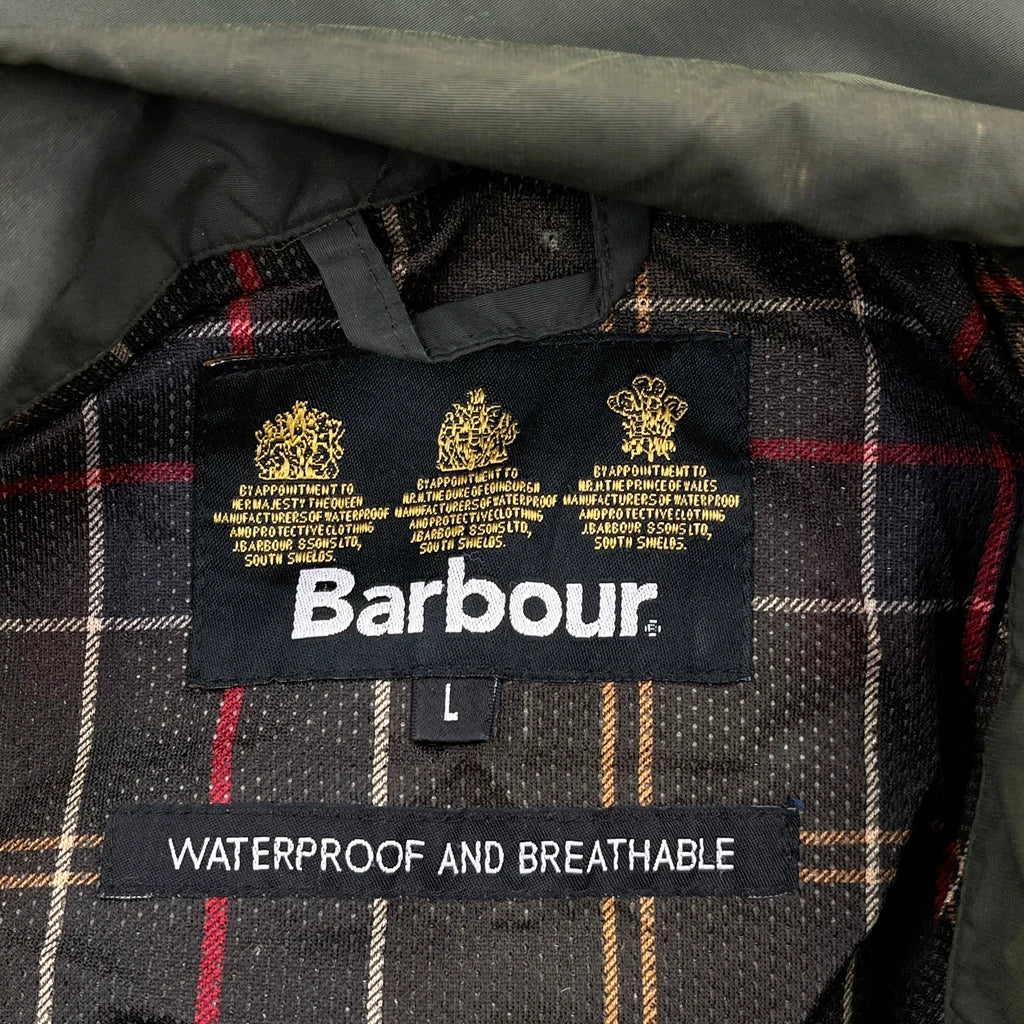 BY APPOINTMENT TO
HER MAJESTY THE QUEEN
MANUFACTURERS OF WATERPROOF
AND PROTECTIVE CLOTHING
J.BARBOUR & SONS LTD,
SOUTH SHIELDS.
BY APPOINTMENT TO
H.R.H. THE DUKE OF EDINBURGH
MANUFACTURERS OF WATERPROOF
AND PROTECTIVE CLOTHING
J.BARBOUR & SONS LTD,
SOUTH SHIELDS.
BY APPOINTMENT TO
H.R.H. THE PRINCE OF WALES
MANUFACTURERS OF WATERPROOF
AND PROTECTIVE CLOTHING
J.BARBOUR & SONS LTD,
SOUTH SHIELDS.
Barbour®
L
WATERPROOF AND BREATHABLE